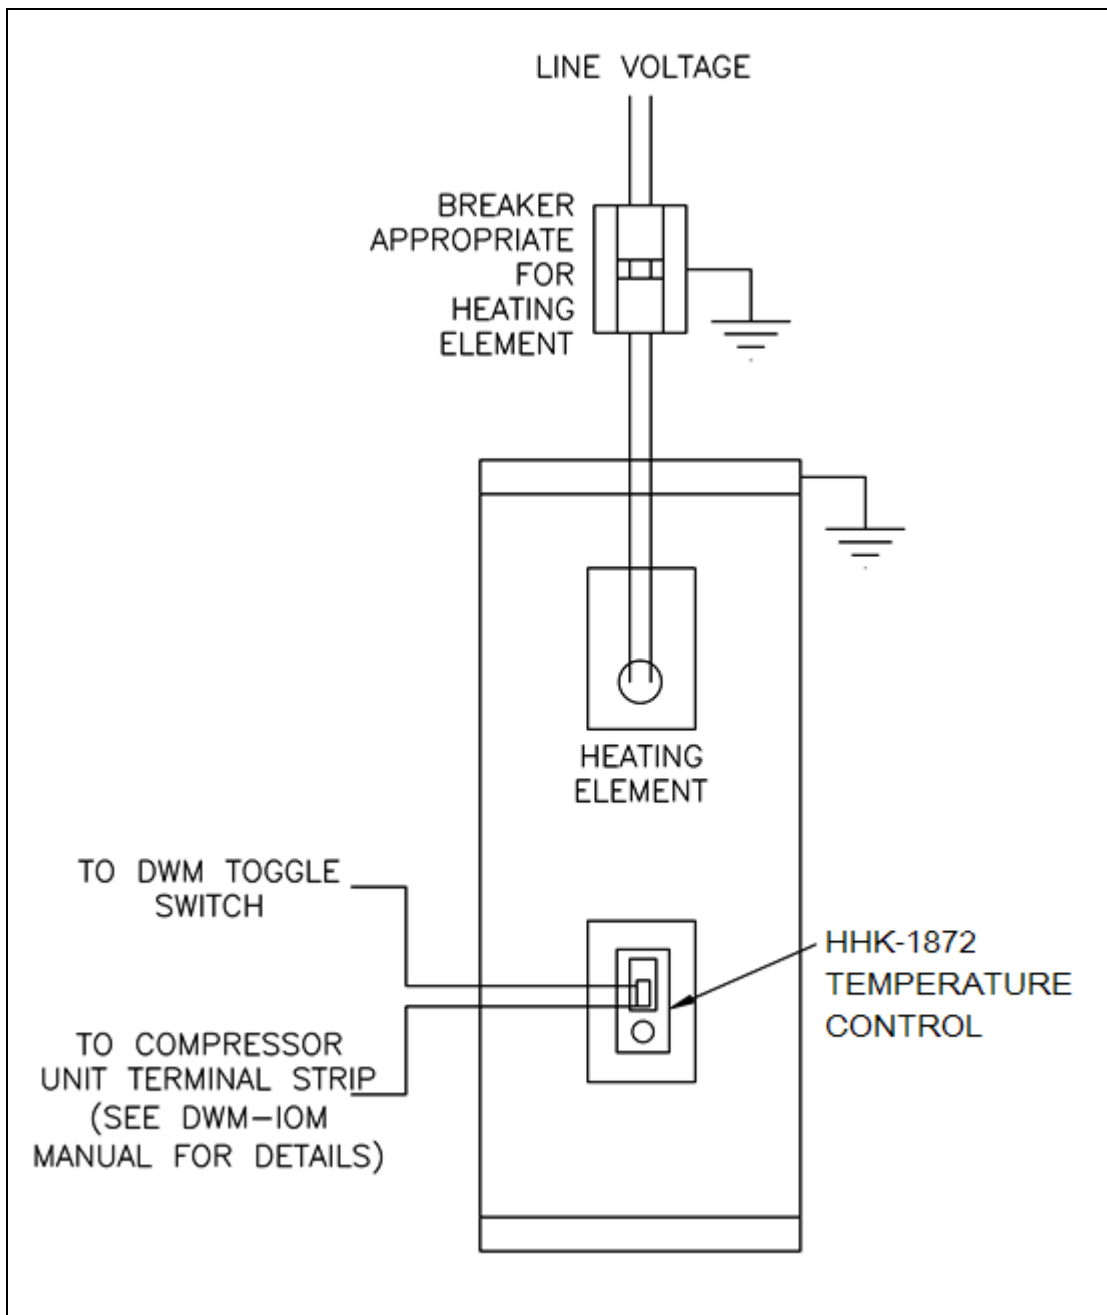 LINE VOLTAGE
BREAKER
APPROPRIATE
FOR
HEATING
ELEMENT
HEATING
ELEMENT
TO DWM TOGGLE
SWITCH
HHK-1872
TEMPERATURE
CONTROL
TO COMPRESSOR
UNIT TERMINAL STRIP
(SEE DWM-IOM
MANUAL FOR DETAILS)